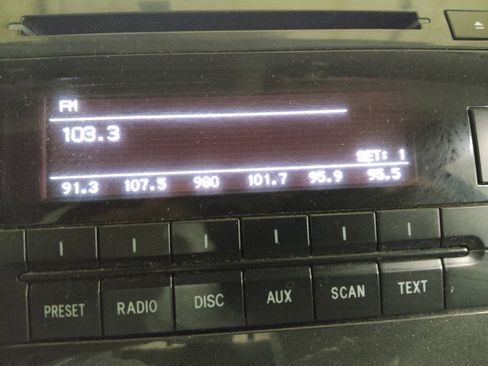 FM
103.3
SET: 1
91.3 107.5 980 101.7 95.9 95.5
PRESET RADIO DISC AUX SCAN TEXT